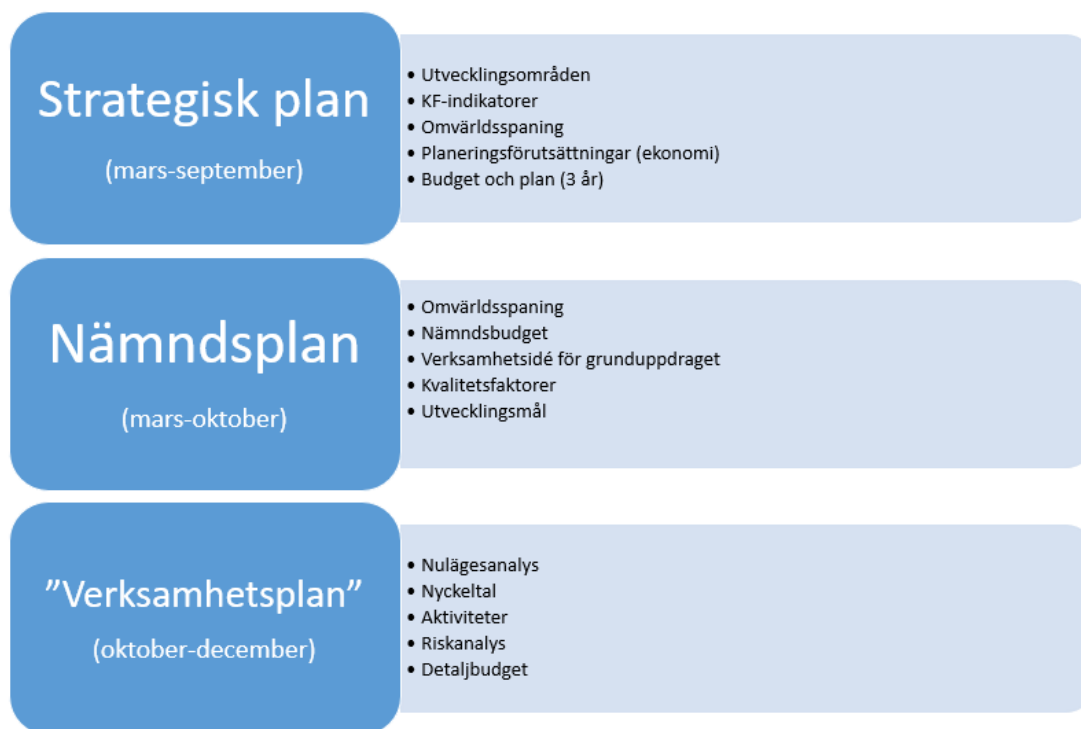 Strategisk plan
(mars-september)
• Utvecklingsområden
• KF-indikatorer
• Omvärldsspaning
• Planeringsförutsättningar (ekonomi)
• Budget och plan (3 år)
Nämndsplan
(mars-oktober)
• Omvärldsspaning
• Nämndsbudget
• Verksamhetsidé för grunduppdraget
• Kvalitetsfaktorer
• Utvecklingsmål
”Verksamhetsplan”
(oktober-december)
• Nulägesanalys
• Nyckeltal
• Aktiviteter
• Riskanalys
• Detaljbudget